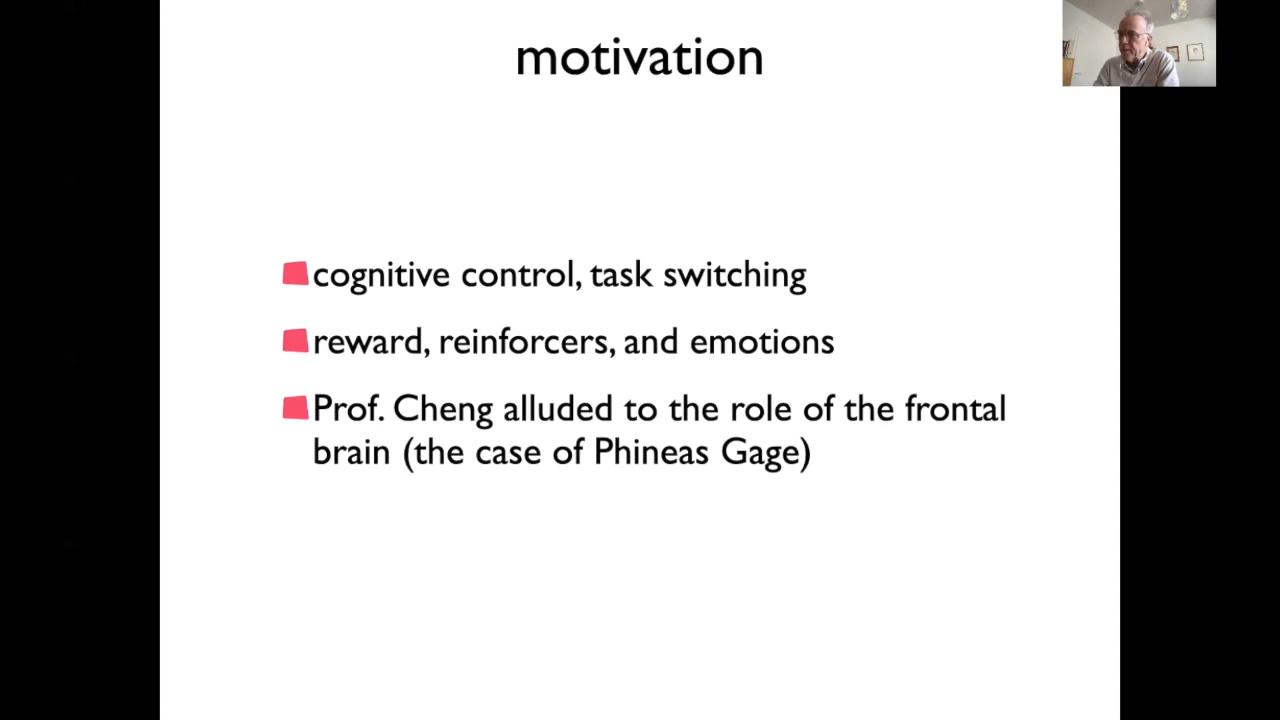 motivation
cognitive control, task switching
reward, reinforcers, and emotions
Prof. Cheng alluded to the role of the frontal
brain (the case of Phineas Gage)